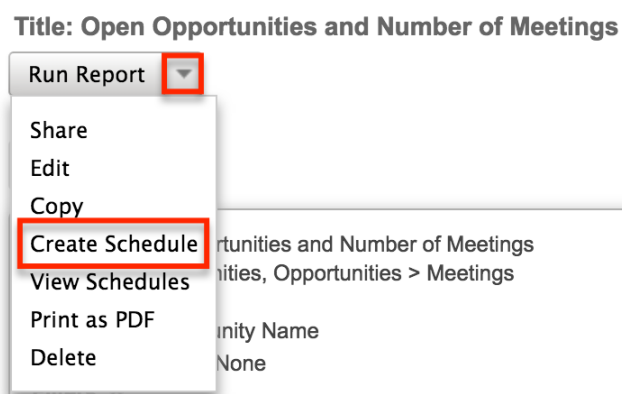 Title: Open Opportunities and Number of Meetings
Run Report
Share
Edit
Copy
Create Schedule
View Schedules
Print as PDF
Delete
and Number of Meetings
Opportunities > Meetings
Name
None